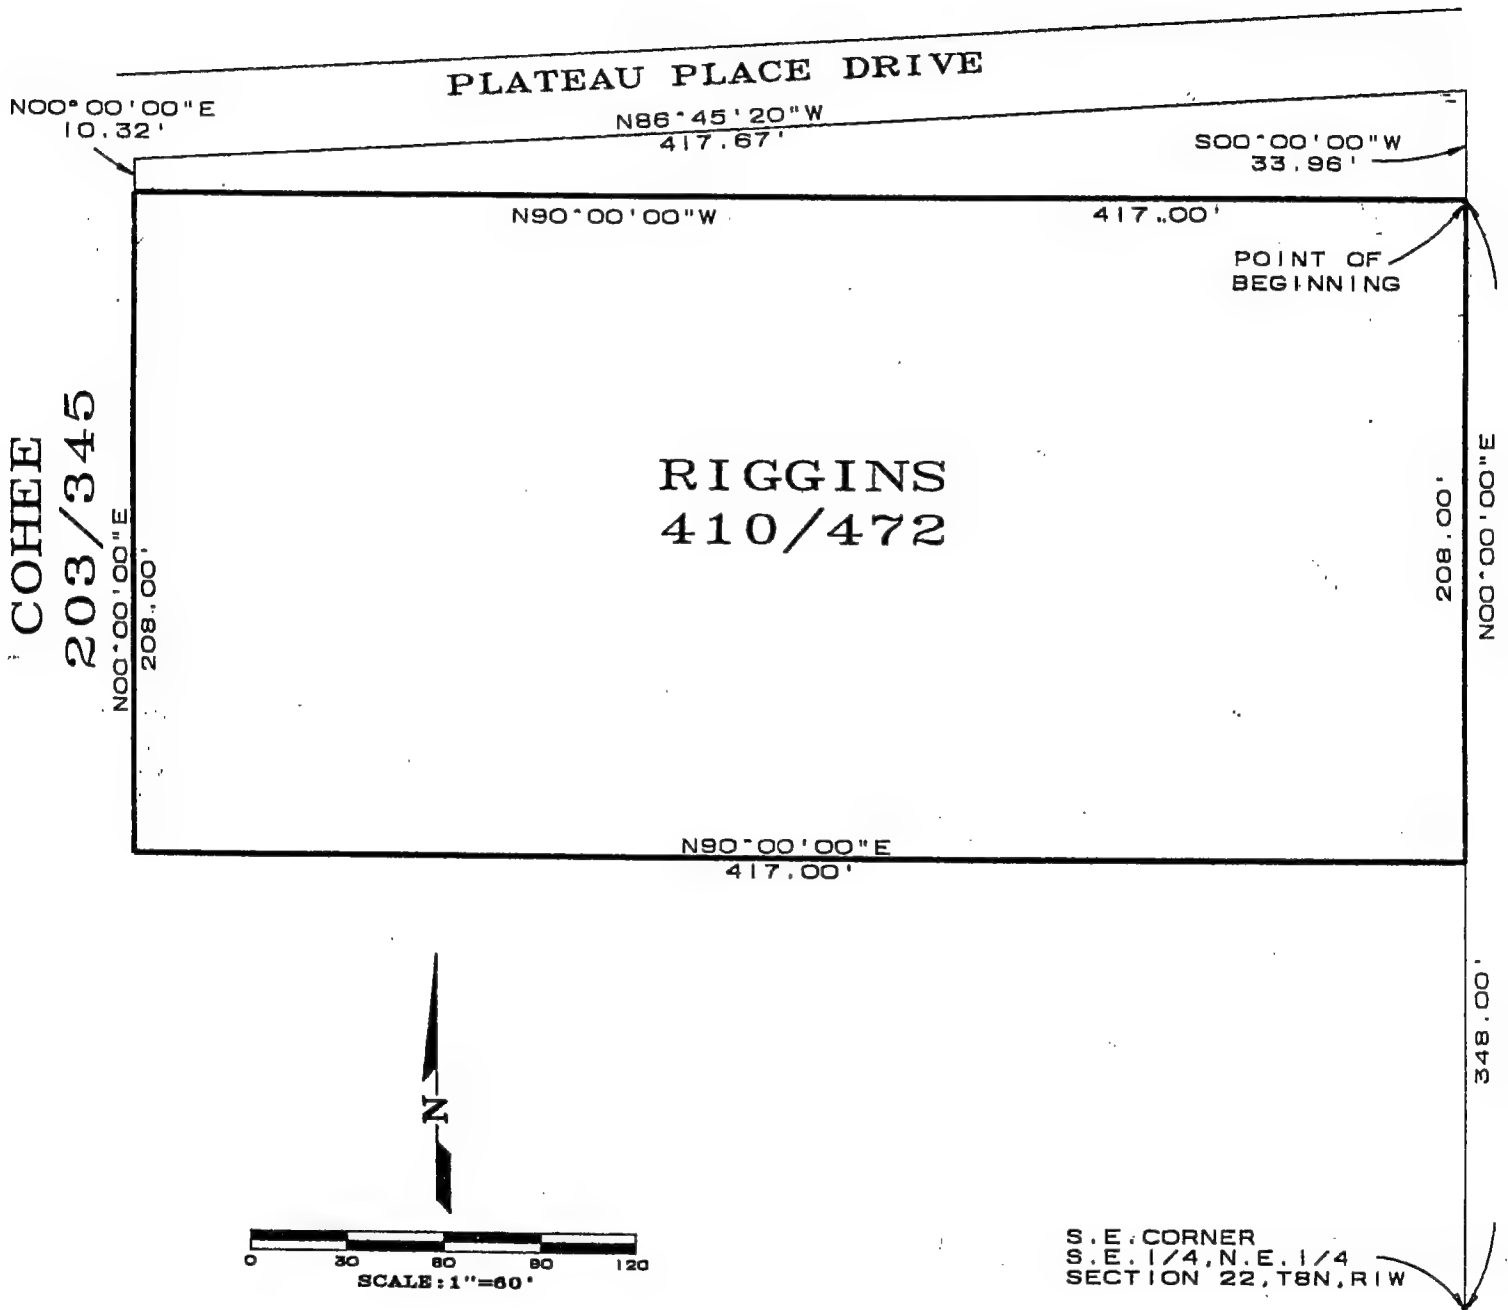 PLATEAU PLACE DRIVE
N00°00'00"E
10.32'
N86°45'20"W
417.67'
S00°00'00"W
33.96'
N90°00'00"W
417.00'
POINT OF
BEGINNING
COHEE
203/345
N00°00'00"E
208.00'
RIGGINS
410/472
208.00'
N00°00'00"E
N90°00'00"E
417.00'
348.00'
N
0 30 60 90 120
SCALE: 1"=60'
S.E. CORNER
S.E. 1/4, N.E. 1/4
SECTION 22, T8N, R1W